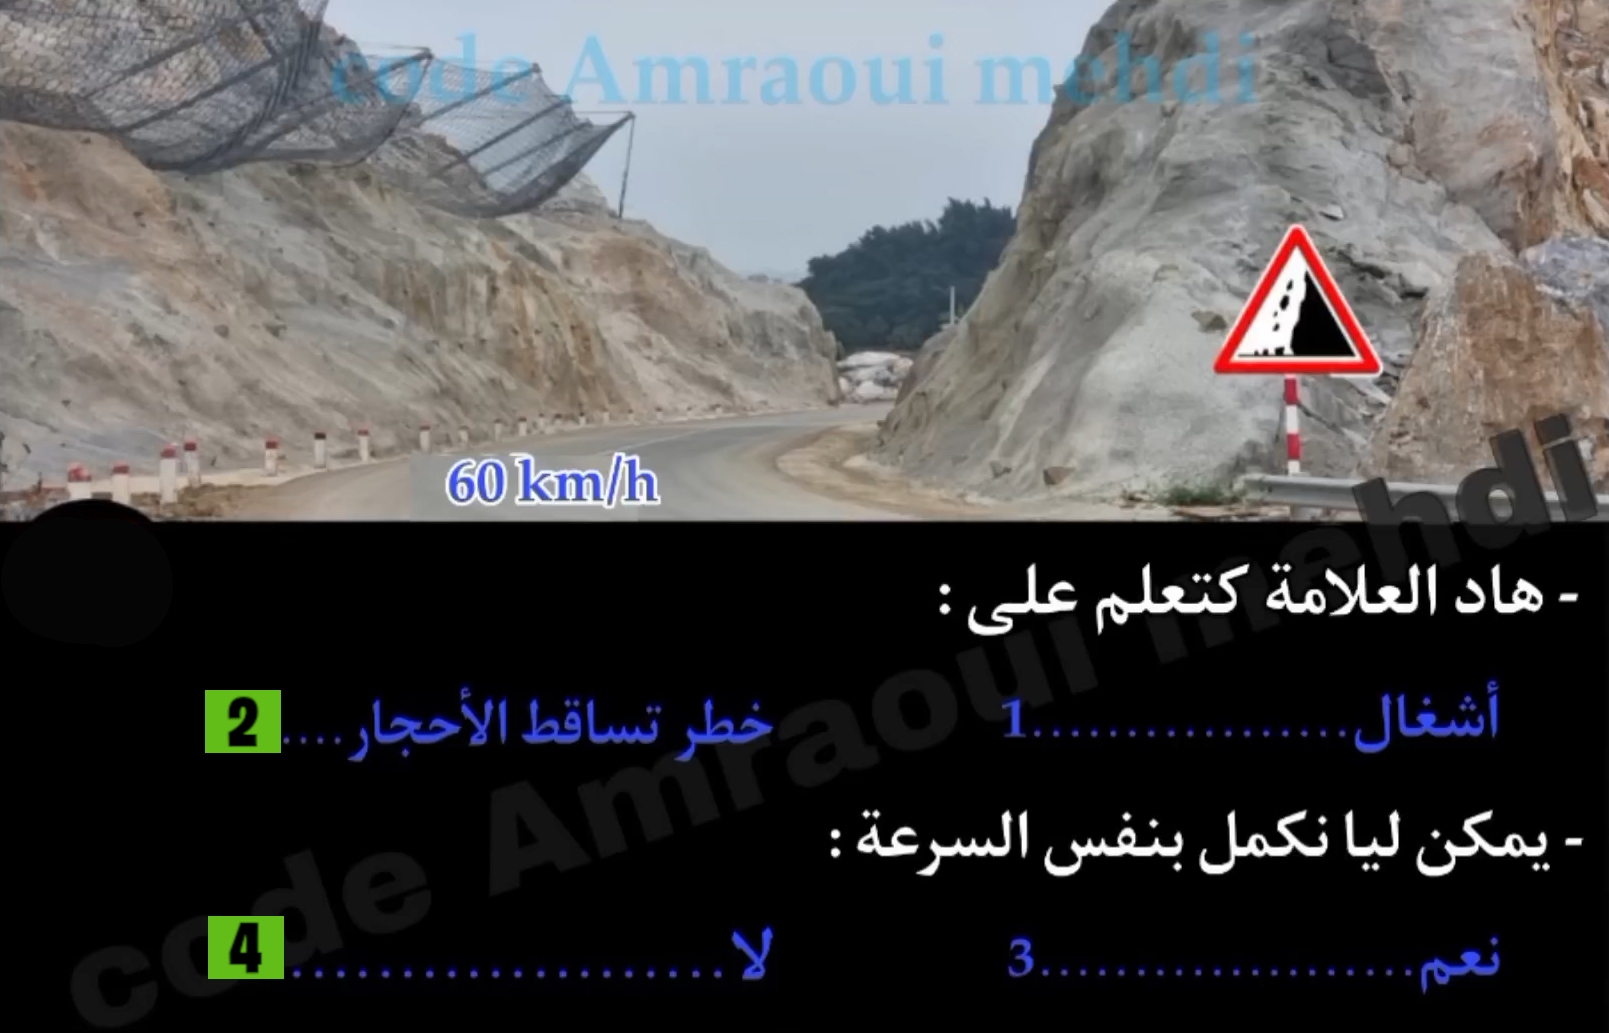 code Amraoui mehdi
60 km/h
- هاد العلامة كتعلم على :
أشغال.................1 خطر تساقط الأحجار....2
- يمكن ليا نكمل بنفس السرعة :
نعم....................3 لا.....................4
code Amraoui mehdi